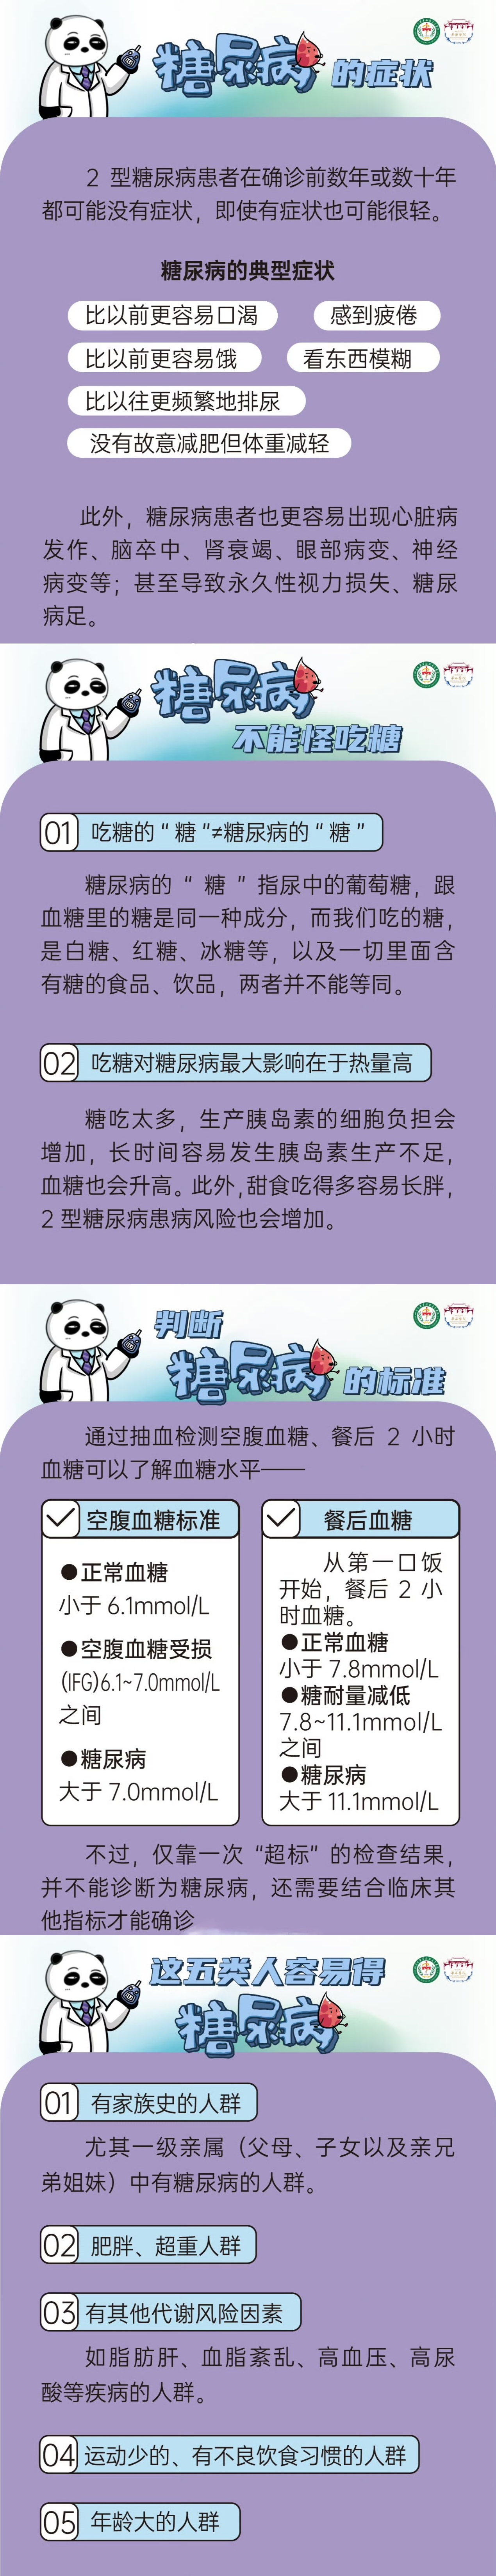 糖尿病的症状
2 型糖尿病患者在确诊前数年或数十年
都可能没有症状，即使有症状也可能很轻。
糖尿病的典型症状
比以前更容易口渴
感到疲倦
比以前更容易饿
看东西模糊
比以往更频繁地排尿
没有故意减肥但体重减轻
此外，糖尿病患者也更容易出现心脏病
发作、脑卒中、肾衰竭、眼部病变、神经
病变等；甚至导致永久性视力损失、糖尿
病足。
糖尿病
不能怪吃糖
01 吃糖的“糖”≠糖尿病的“糖”
糖尿病的“糖”指尿中的葡萄糖，跟
血糖里的糖是同一种成分，而我们吃的糖，
是白糖、红糖、冰糖等，以及一切里面含
有糖的食品、饮品，两者并不能等同。
02 吃糖对糖尿病最大影响在于热量高
糖吃太多，生产胰岛素的细胞负担会
增加，长时间容易发生胰岛素生产不足，
血糖也会升高。此外，甜食吃得多容易长胖，
2 型糖尿病患病风险也会增加。
判断
糖尿病的标准
通过抽血检测空腹血糖、餐后 2 小时
血糖可以了解血糖水平——
空腹血糖标准
●正常血糖
小于 6.1mmol/L
●空腹血糖受损
(IFG)6.1~7.0mmol/L
之间
●糖尿病
大于 7.0mmol/L
餐后血糖
从第一口饭
开始，餐后 2 小
时血糖。
●正常血糖
小于 7.8mmol/L
●糖耐量减低
7.8~11.1mmol/L
之间
●糖尿病
大于 11.1mmol/L
不过，仅靠一次“超标”的检查结果，
并不能诊断为糖尿病，还需要结合临床其
他指标才能确诊
这五类人容易得
糖尿病
01 有家族史的人群
尤其一级亲属（父母、子女以及亲兄
弟姐妹）中有糖尿病的人群。
02 肥胖、超重人群
03 有其他代谢风险因素
如脂肪肝、血脂紊乱、高血压、高尿
酸等疾病的人群。
04 运动少的、有不良饮食习惯的人群
05 年龄大的人群